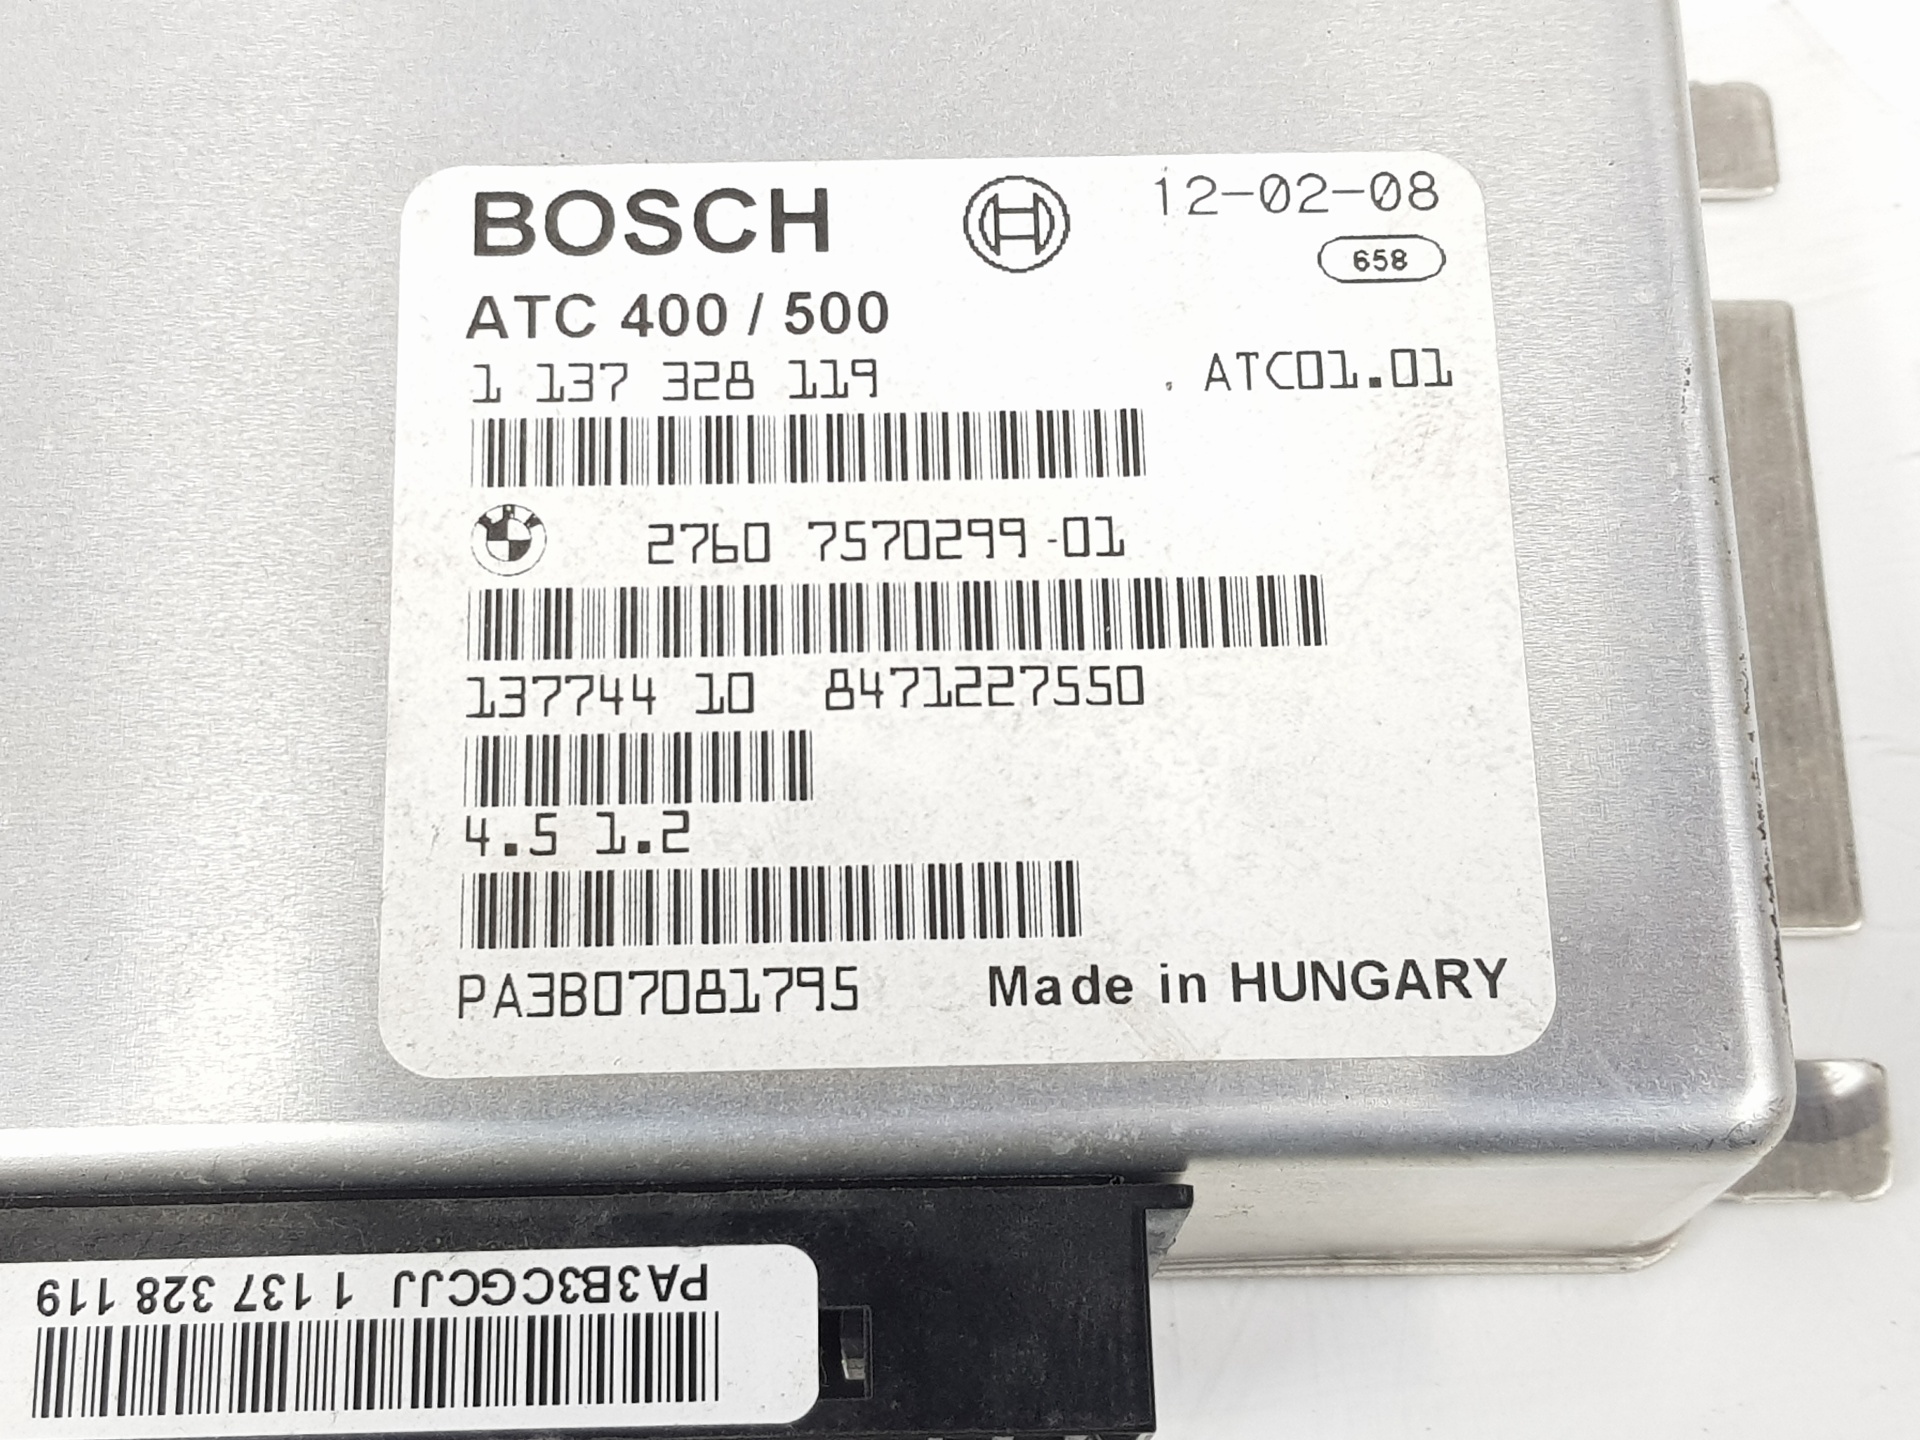 BOSCH 12-02-08
658
ATC 400 / 500
1 137 328 119 . ATC01.01
2760 7570299-01
137744 10 8471227550
4.5 1.2
PA3B07081795 Made in HUNGARY
PA3B3CGCJJ 1 137 328 119